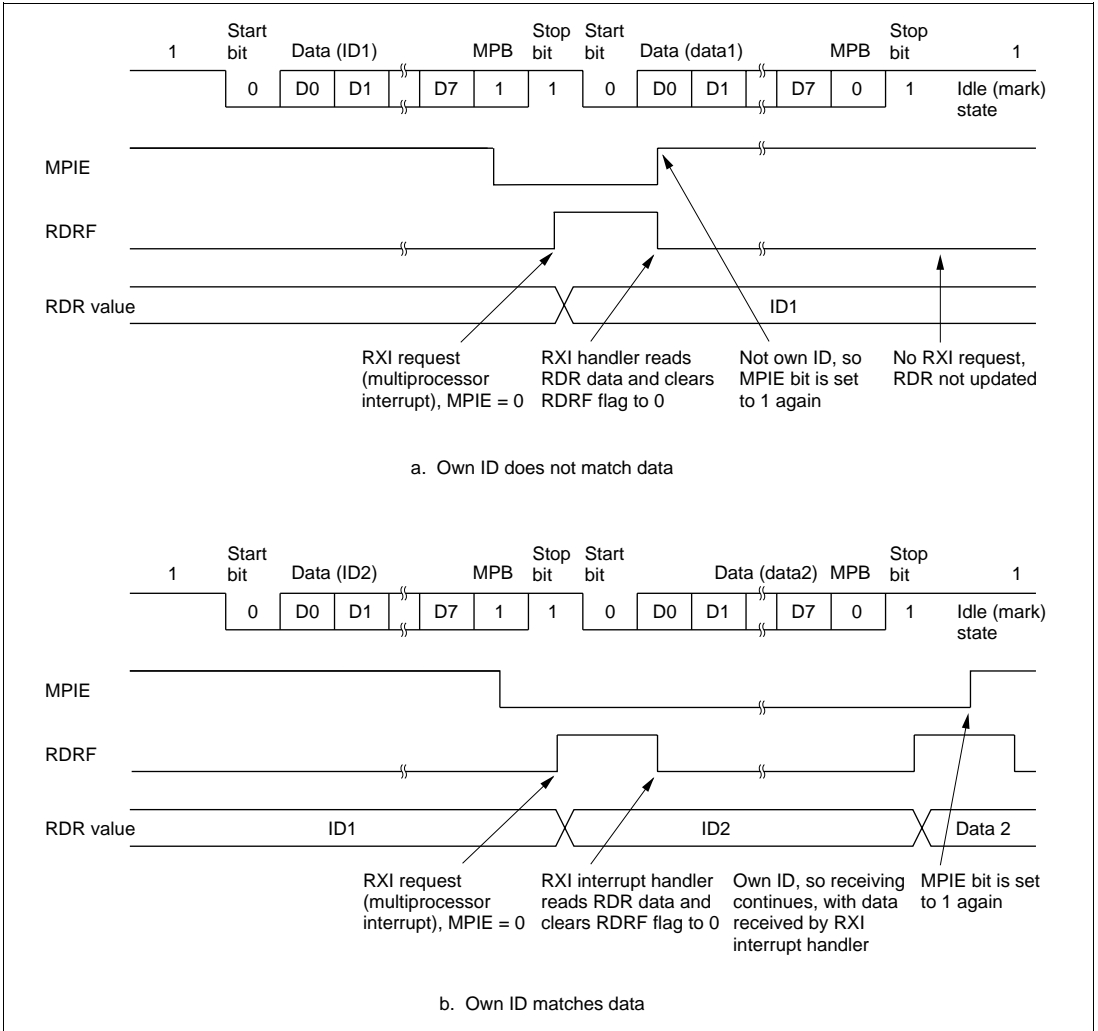 Start Stop Start Stop
1 bit Data (ID1) MPB bit bit Data (data1) MPB bit 1
0 D0 D1 D7 1 1 0 D0 D1 D7 0 1 Idle (mark)
state
MPIE
RDRF
RDR value ID1
RXI request RXI handler reads Not own ID, so No RXI request,
(multiprocessor RDR data and clears MPIE bit is set RDR not updated
interrupt), MPIE = 0 RDRF flag to 0 to 1 again
a. Own ID does not match data
Start Stop Start Stop
1 bit Data (ID2) MPB bit bit Data (data2) MPB bit 1
0 D0 D1 D7 1 1 0 D0 D1 D7 0 1 Idle (mark)
state
MPIE
RDRF
RDR value ID1 ID2 Data 2
RXI request RXI interrupt handler Own ID, so receiving MPIE bit is set
(multiprocessor reads RDR data and continues, with data to 1 again
interrupt), MPIE = 0 clears RDRF flag to 0 received by RXI
interrupt handler
b. Own ID matches data